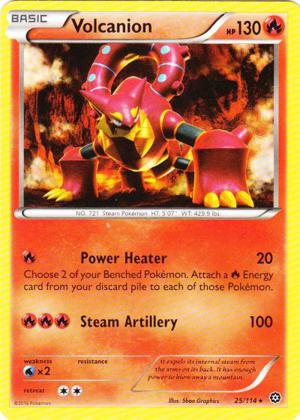 BASIC
Volcanion HP 130
NO. 721 Steam Pokémon HT: 5'07" WT: 429.9 lbs.
Power Heater 20
Choose 2 of your Benched Pokémon. Attach a Energy
card from your discard pile to each of those Pokémon.
Steam Artillery 100
weakness resistance
×2
retreat
It expels its internal steam from
the arms on its back. It has enough
power to blow away a mountain.
Illus. 5ban Graphics 25/114 ★
©2016 Pokémon